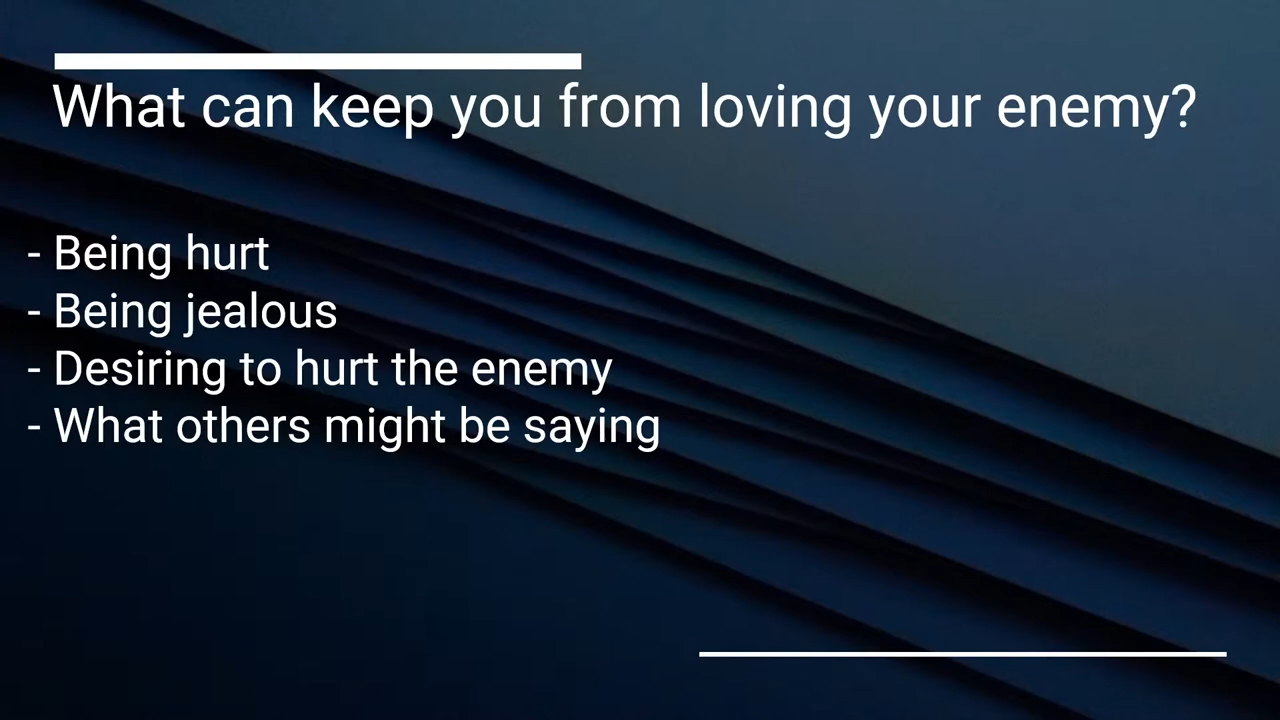 What can keep you from loving your enemy?
- Being hurt
- Being jealous
- Desiring to hurt the enemy
- What others might be saying